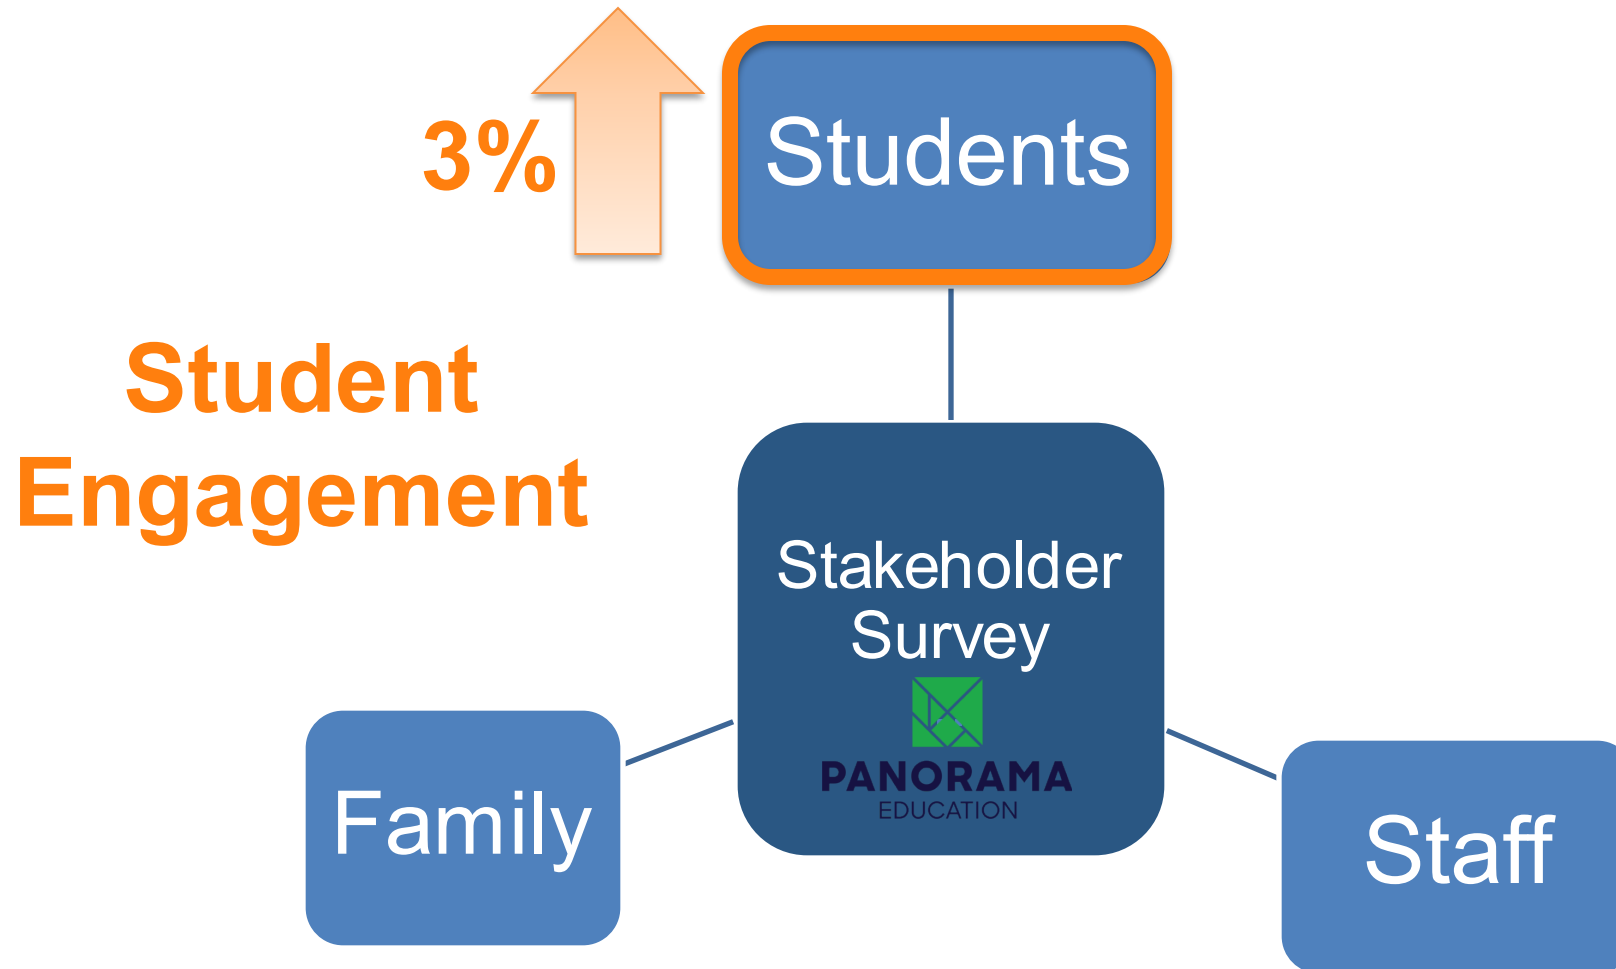 3%
Students
Student
Engagement
Stakeholder
Survey
PANORAMA
EDUCATION
Family
Staff